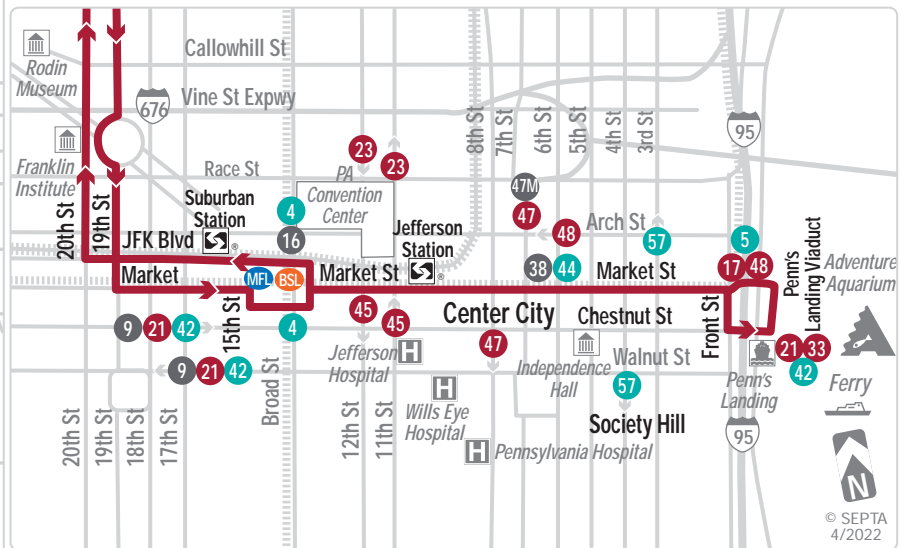 Callowhill St
Rodin
Museum
676
Vine St Expwy
95
8th St
7th St
6th St
5th St
4th St
3rd St
23
23
Franklin
Institute
Race St
PA
Convention
Center
47M
Suburban
Station
4
47
Arch St
20th St
19th St
16
Jefferson
Station
48
57
5
JFK Blvd
38
44
Market St
17
48
Penn's
Landing Viaduct
Adventure
Aquarium
Market
MFL
BSL
Market St
15th St
45
45
Center City
Chestnut St
Front St
9
21
42
4
47
21
33
42
Jefferson
Hospital
H
Independence
Hall
Walnut St
Penn's
Landing
Ferry
9
21
42
Broad St
57
H
Wills Eye
Hospital
Society Hill
20th St
19th St
18th St
17th St
12th St
11th St
H
Pennsylvania Hospital
95
N
© SEPTA
4/2022